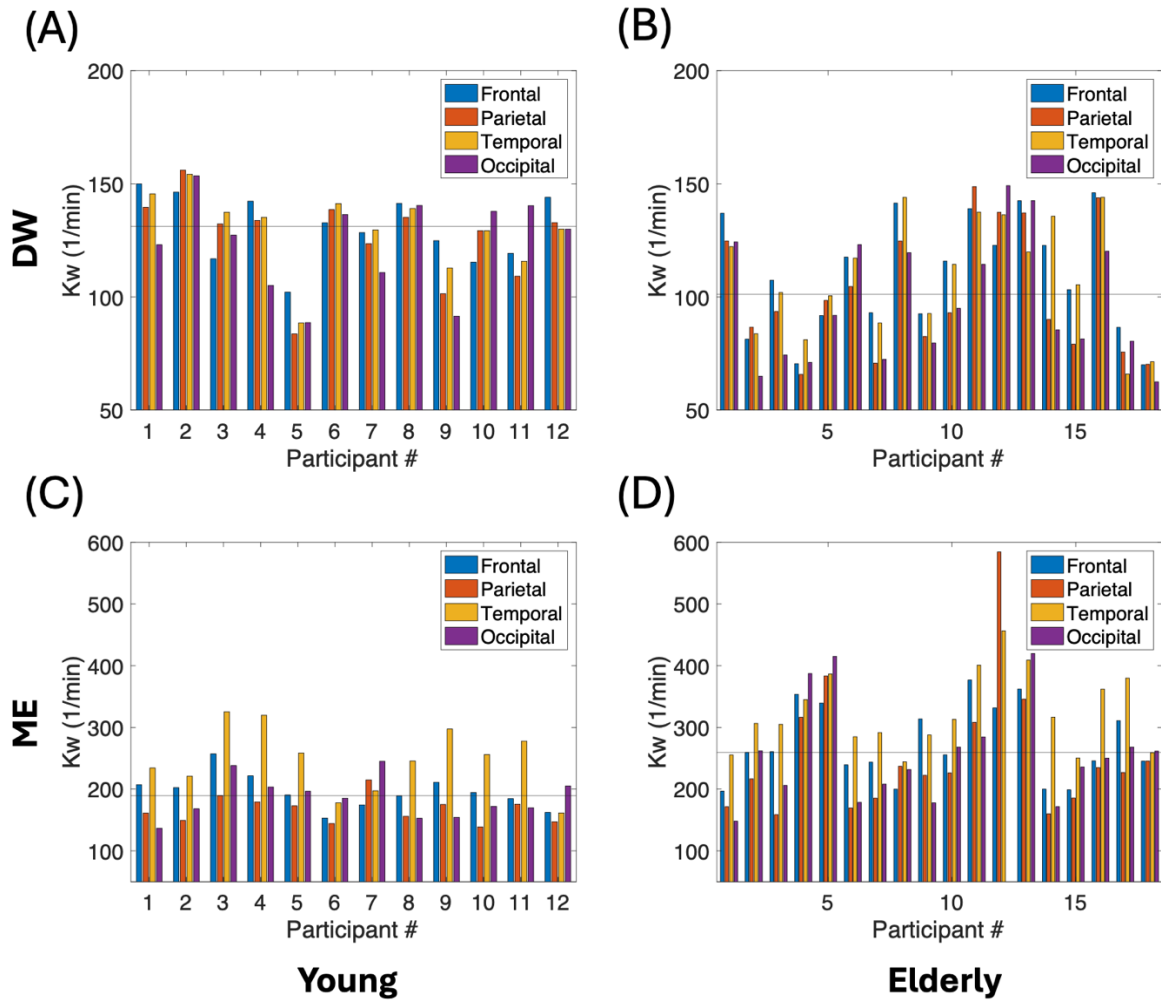 (A)
200
150
100
50
Kw (1/min)
DW
Frontal
Parietal
Temporal
Occipital
1 2 3 4 5 6 7 8 9 10 11 12
Participant #
(B)
200
150
100
50
Kw (1/min)
Frontal
Parietal
Temporal
Occipital
5 10 15
Participant #
(C)
600
500
400
300
200
100
Kw (1/min)
ME
Frontal
Parietal
Temporal
Occipital
1 2 3 4 5 6 7 8 9 10 11 12
Participant #
Young
(D)
600
500
400
300
200
100
Kw (1/min)
Frontal
Parietal
Temporal
Occipital
5 10 15
Participant #
Elderly